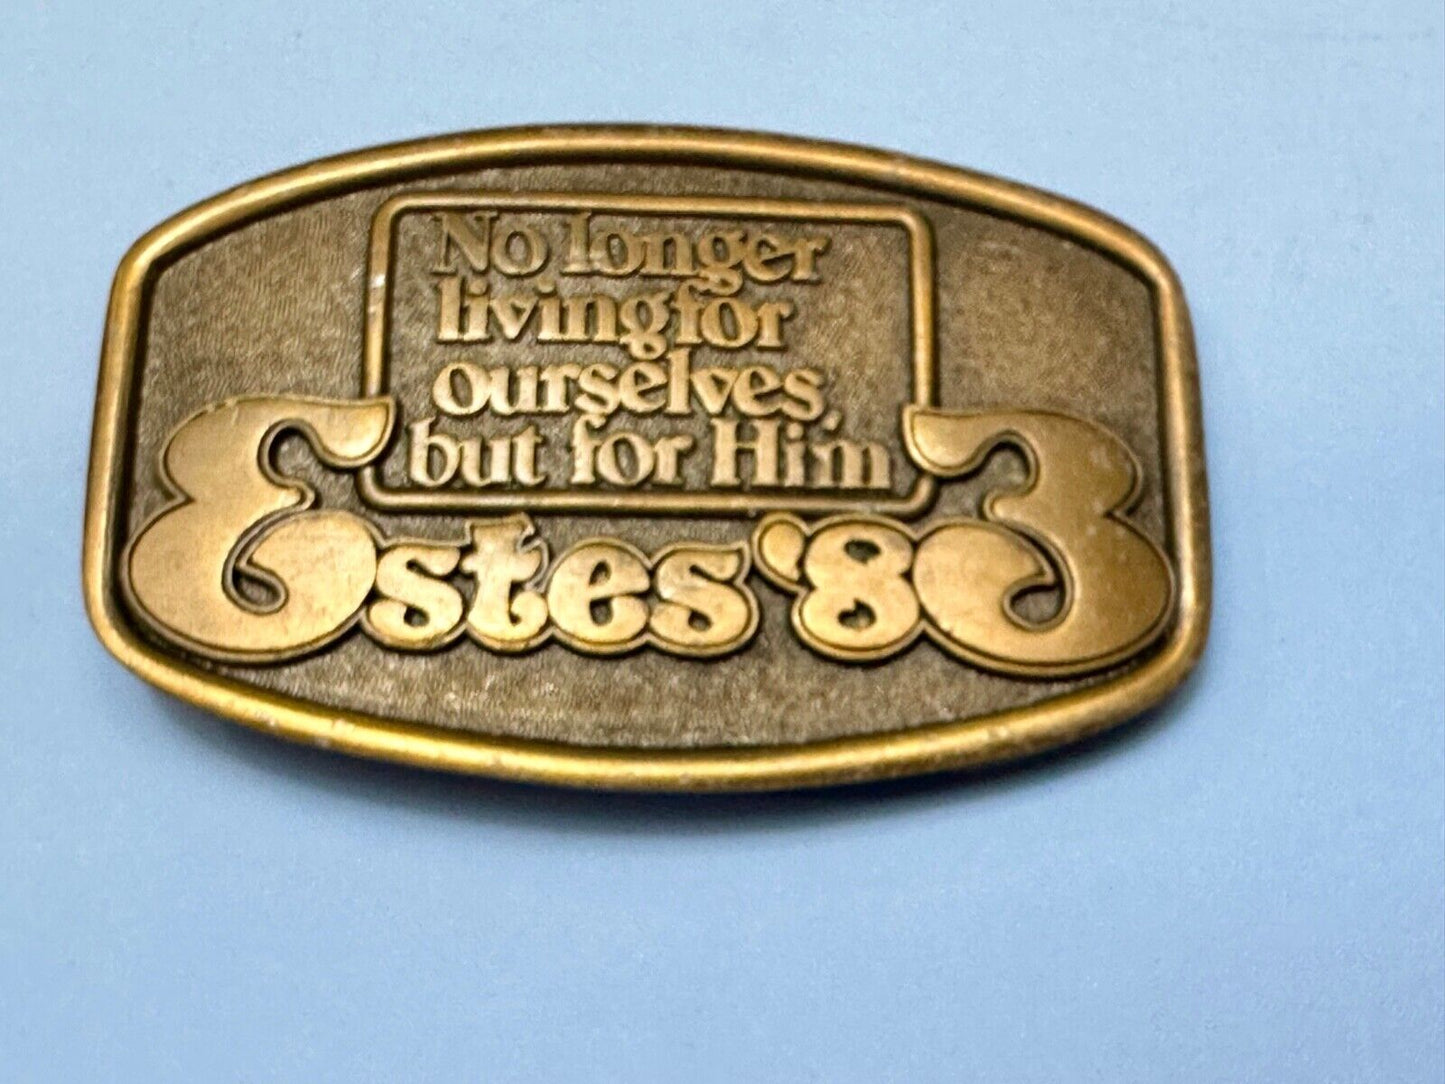 No longer
living for
ourselves,
but for Him
Estes '83